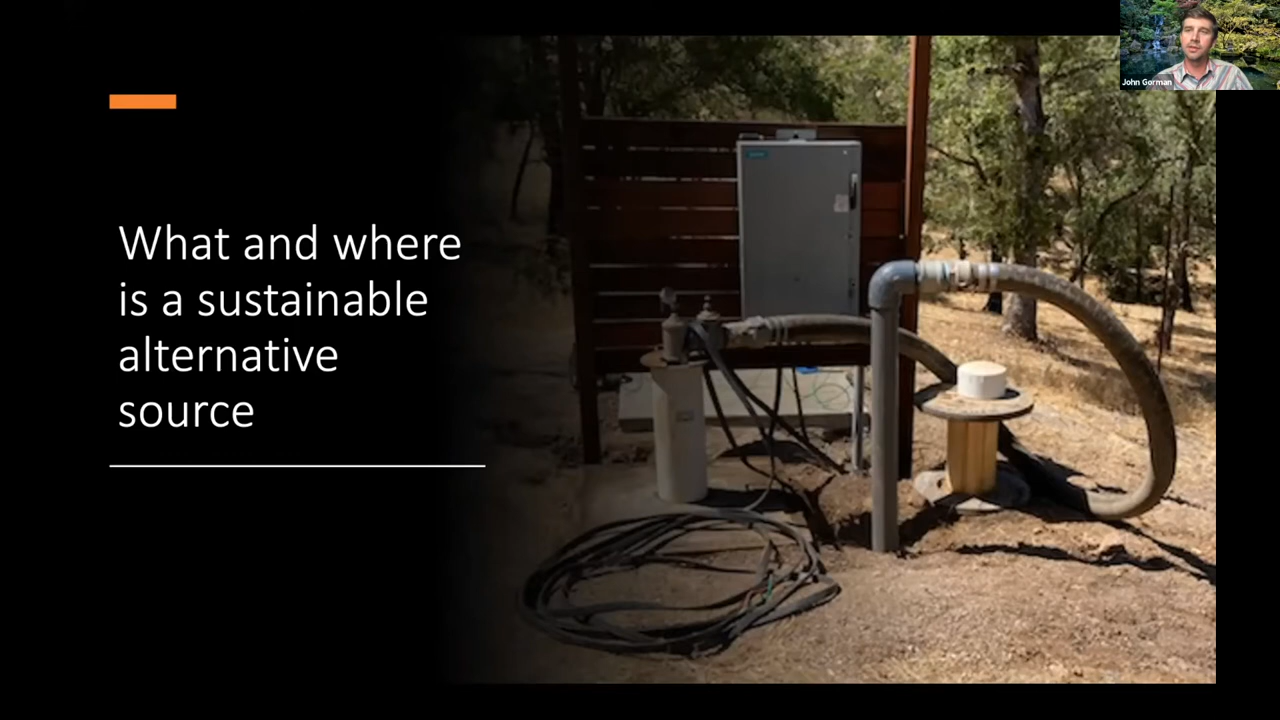 What and where
is a sustainable
alternative
source
John Gorman